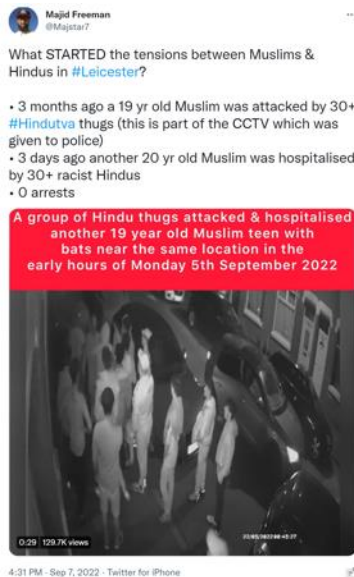 Majid Freeman
@Majstar7
What STARTED the tensions between Muslims &
Hindus in #Leicester?
• 3 months ago a 19 yr old Muslim was attacked by 30+
#Hindutva thugs (this is part of the CCTV which was
given to police)
• 3 days ago another 20 yr old Muslim was hospitalised
by 30+ racist Hindus
• 0 arrests
A group of Hindu thugs attacked & hospitalised
another 19 year old Muslim teen with
bats near the same location in the
early hours of Monday 5th September 2022
0:29 129.7K views
4:31 PM · Sep 7, 2022 · Twitter for iPhone